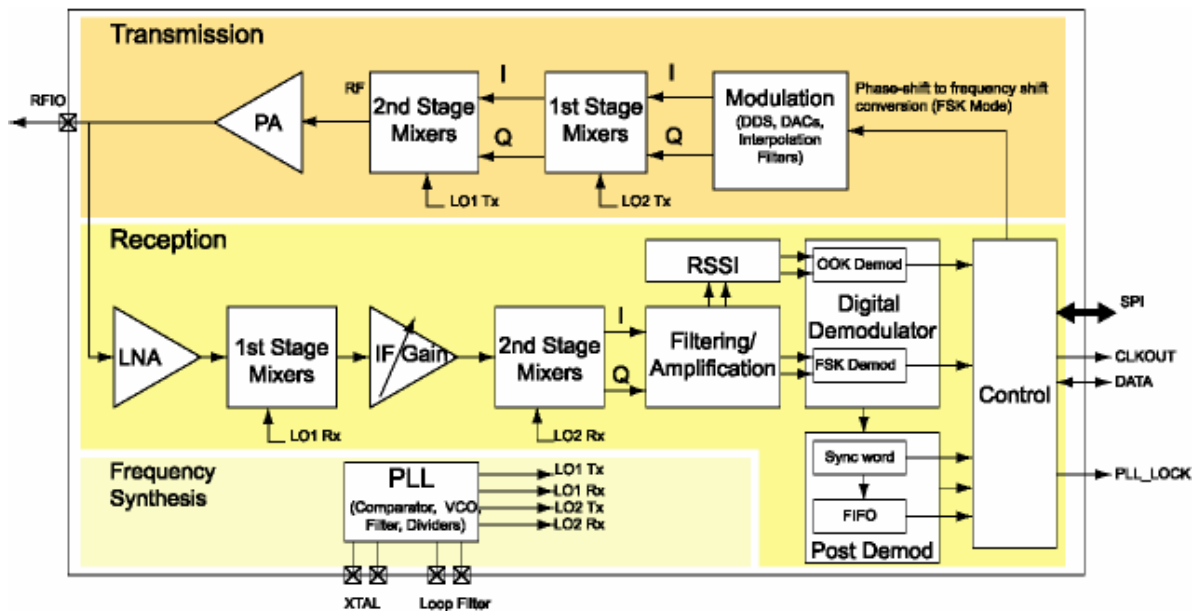 Transmission
RFIO
PA
RF
2nd Stage
Mixers
LO1 Tx
I
Q
1st Stage
Mixers
LO2 Tx
I
Q
Modulation
(DDS, DACs,
Interpolation
Filters)
Phase-shift to frequency shift
conversion (FSK Mode)
Reception
LNA
1st Stage
Mixers
LO1 Rx
IF Gain
2nd Stage
Mixers
LO2 Rx
I
Q
RSSI
Filtering/
Amplification
OOK Demod
Digital
Demodulator
FSK Demod
Sync word
FIFO
Post Demod
Control
SPI
CLKOUT
DATA
PLL_LOCK
Frequency
Synthesis
PLL
(Comparator, VCO,
Filter, Dividers)
LO1 Tx
LO1 Rx
LO2 Tx
LO2 Rx
XTAL
Loop Filter